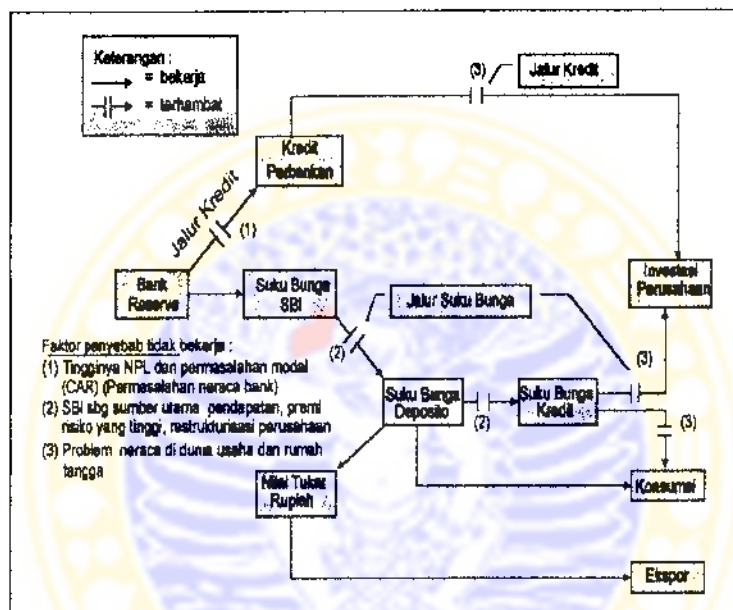 Keterangan :
= bekerja
= terhambat
(3)
Jalur Kredit
Kredit
Perbankan
Jalur Kredit
(1)
Bank
Reserve
Suku Bunga
SBI
Jalur Suku Bunga
Investasi
Perusahaan
(2)
(3)
Faktor penyebab tidak bekerja :
(1) Tingginya NPL dan permasalahan modal
(CAR) (Permasalahan neraca bank)
(2) SBI sbg sumber utama pendapatan, premi
risiko yang tinggi, restrukturisasi perusahaan
(3) Problem neraca di dunia usaha dan rumah
tangga
Suku Bunga
Deposito
(2)
Suku Bunga
Kredit
(3)
Nilai Tukar
Rupiah
Konsumsi
Ekspor